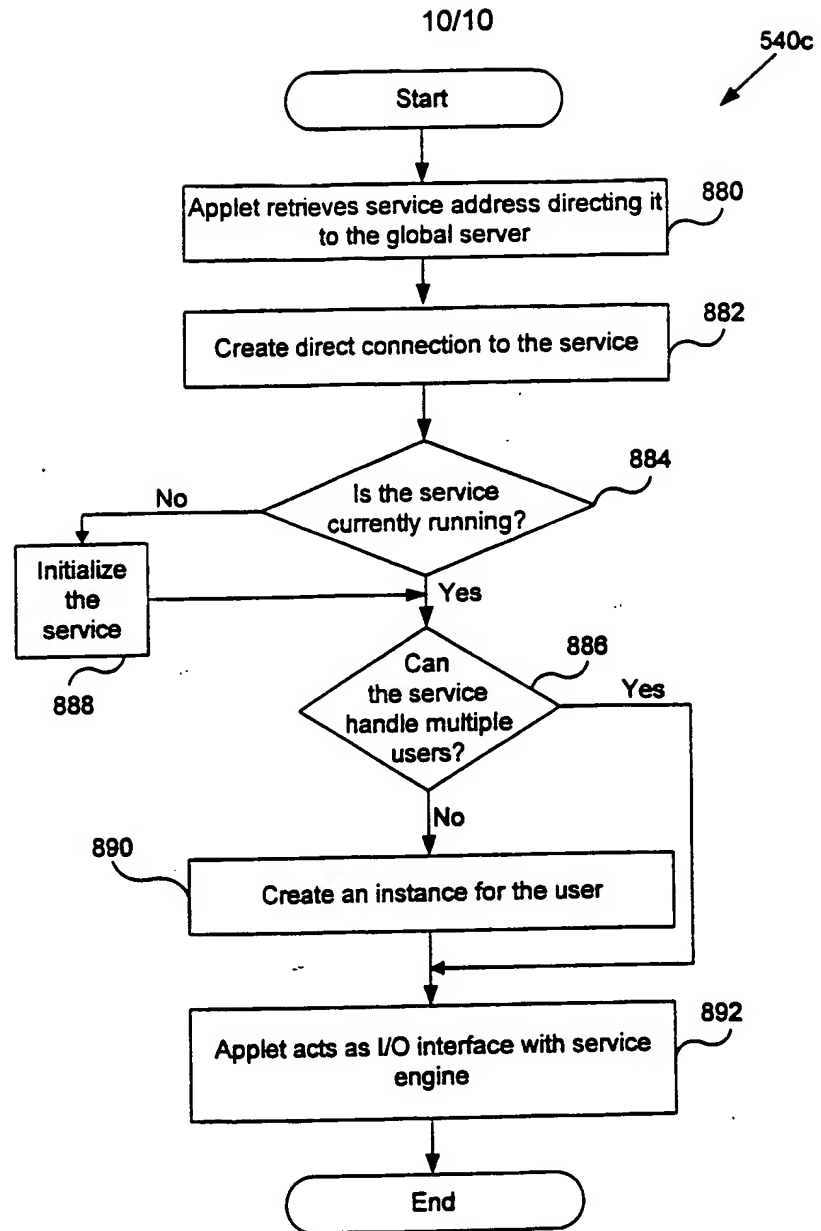 10/10
540c
Start
Applet retrieves service address directing it
to the global server
880
Create direct connection to the service
882
Is the service
currently running?
884
No
Initialize
the
service
888
Yes
Can
the service
handle multiple
users?
886
Yes
No
890
Create an instance for the user
Applet acts as I/O interface with service
engine
892
End